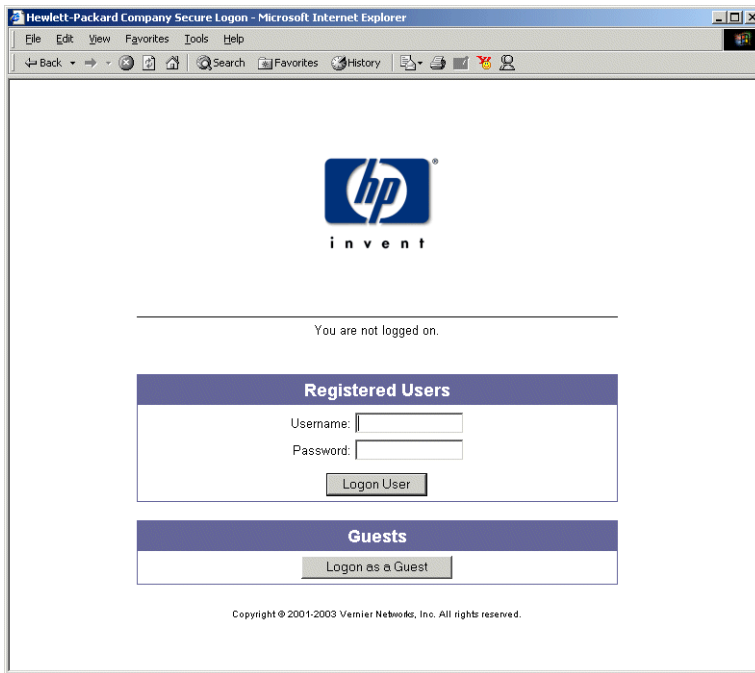 Hewlett-Packard Company Secure Logon - Microsoft Internet Explorer
File Edit View Favorites Tools Help
Back Search Favorites History
hp®
invent
You are not logged on.
Registered Users
Username:
Password:
Logon User
Guests
Logon as a Guest
Copyright © 2001-2003 Vernier Networks, Inc. All rights reserved.